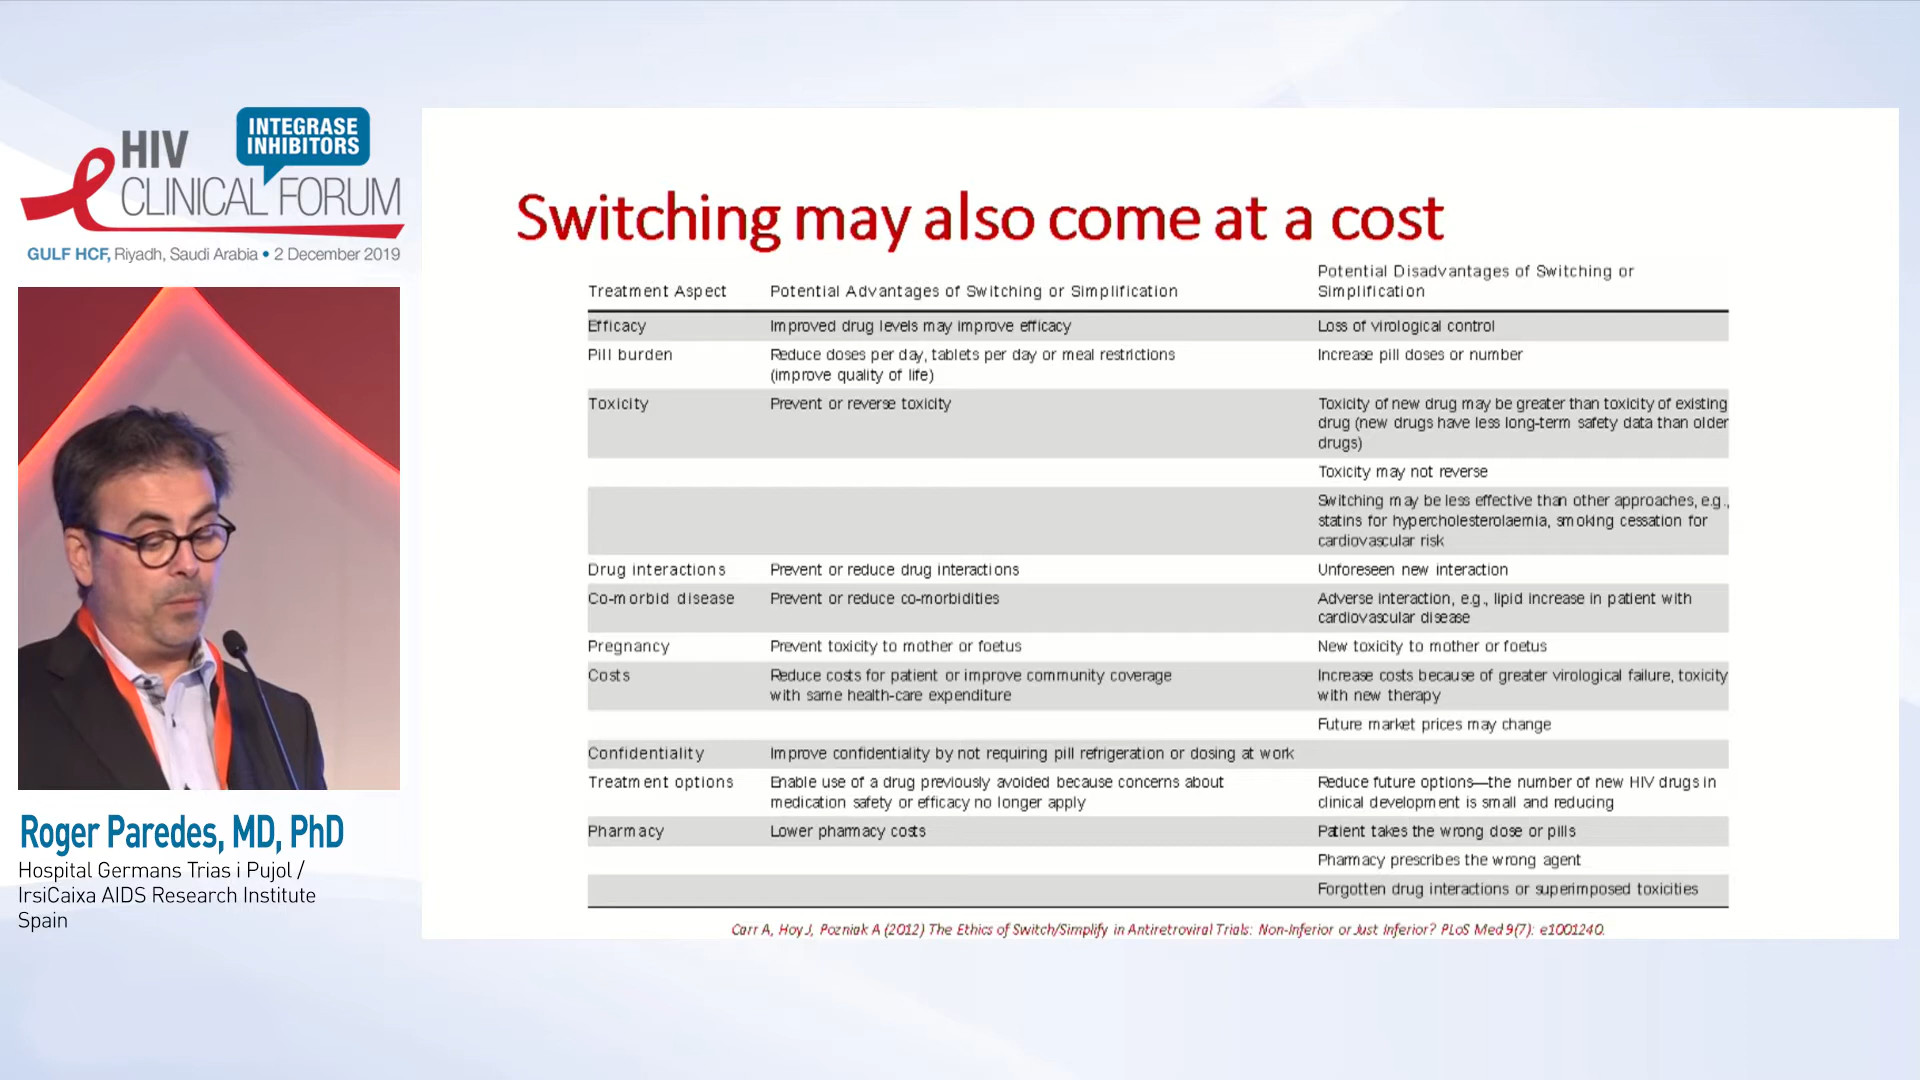 INTEGRASE
INHIBITORS
HIV
CLINICAL FORUM
GULF HCF, Riyadh, Saudi Arabia • 2 December 2019
Roger Paredes, MD, PhD
Hospital Germans Trias i Pujol /
IrsiCaixa AIDS Research Institute
Spain
Switching may also come at a cost
Treatment Aspect Potential Advantages of Switching or Simplification Potential Disadvantages of Switching or
Simplification
Efficacy Improved drug levels may improve efficacy Loss of virological control
Pill burden Reduce doses per day, tablets per day or meal restrictions Increase pill doses or number
(improve quality of life)
Toxicity Prevent or reverse toxicity Toxicity of new drug may be greater than toxicity of existing
drug (new drugs have less long-term safety data than older
drugs)
Toxicity may not reverse
Switching may be less effective than other approaches, e.g.,
statins for hypercholesterolaemia, smoking cessation for
cardiovascular risk
Drug interactions Prevent or reduce drug interactions Unforeseen new interaction
Co-morbid disease Prevent or reduce co-morbidities Adverse interaction, e.g., lipid increase in patient with
cardiovascular disease
Pregnancy Prevent toxicity to mother or foetus New toxicity to mother or foetus
Costs Reduce costs for patient or improve community coverage Increase costs because of greater virological failure, toxicity
with same health-care expenditure with new therapy
Future market prices may change
Confidentiality Improve confidentiality by not requiring pill refrigeration or dosing at work
Treatment options Enable use of a drug previously avoided because concerns about Reduce future options—the number of new HIV drugs in
medication safety or efficacy no longer apply clinical development is small and reducing
Pharmacy Lower pharmacy costs Patient takes the wrong dose or pills
Pharmacy prescribes the wrong agent
Forgotten drug interactions or superimposed toxicities
Carr A, Hoy J, Pozniak A (2012) The Ethics of Switch/Simplify in Antiretroviral Trials: Non-Inferior or Just Inferior? PLoS Med 9(7): e1001240.